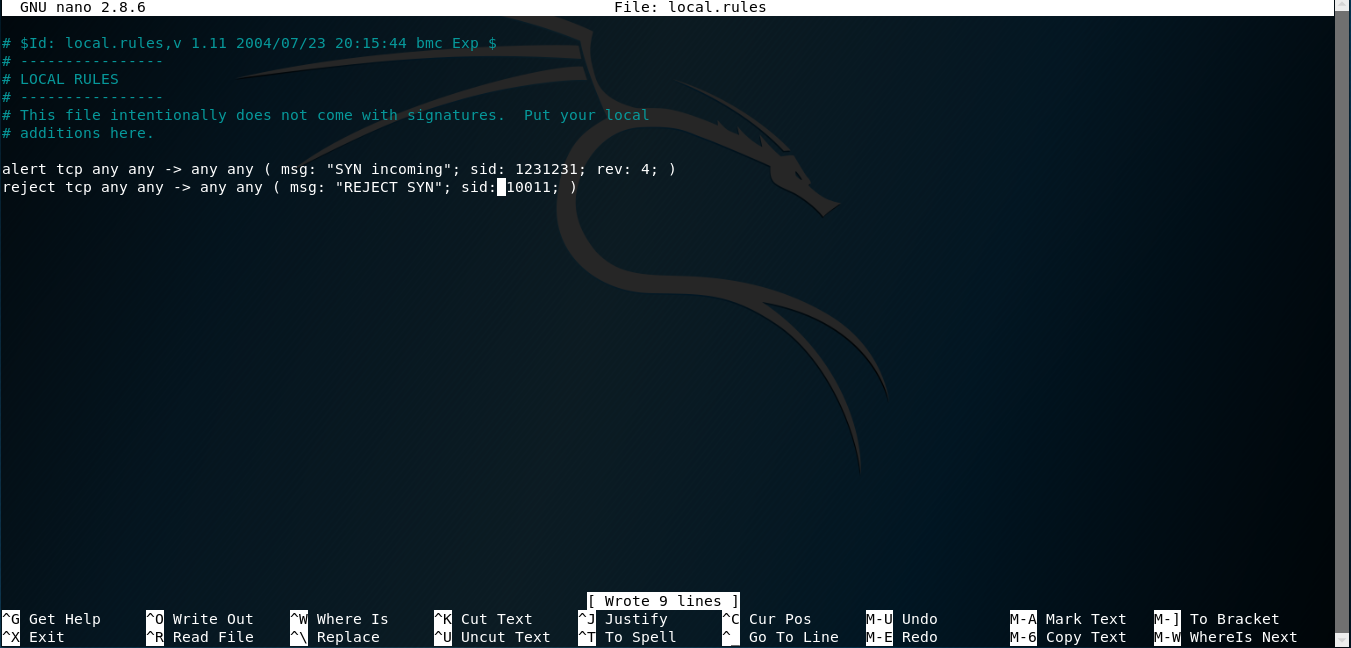 GNU nano 2.8.6 File: local.rules
# $Id: local.rules,v 1.11 2004/07/23 20:15:44 bmc Exp $
# ----------------
# LOCAL RULES
# ----------------
# This file intentionally does not come with signatures.  Put your local
# additions here.
alert tcp any any -> any any ( msg: "SYN incoming"; sid: 1231231; rev: 4; )
reject tcp any any -> any any ( msg: "REJECT SYN"; sid: 10011; )
[ Wrote 9 lines ]
^G Get Help ^O Write Out ^W Where Is ^K Cut Text ^J Justify ^C Cur Pos M-U Undo M-A Mark Text M-] To Bracket
^X Exit ^R Read File ^\ Replace ^U Uncut Text ^T To Spell ^_ Go To Line M-E Redo M-6 Copy Text M-W WhereIs Next